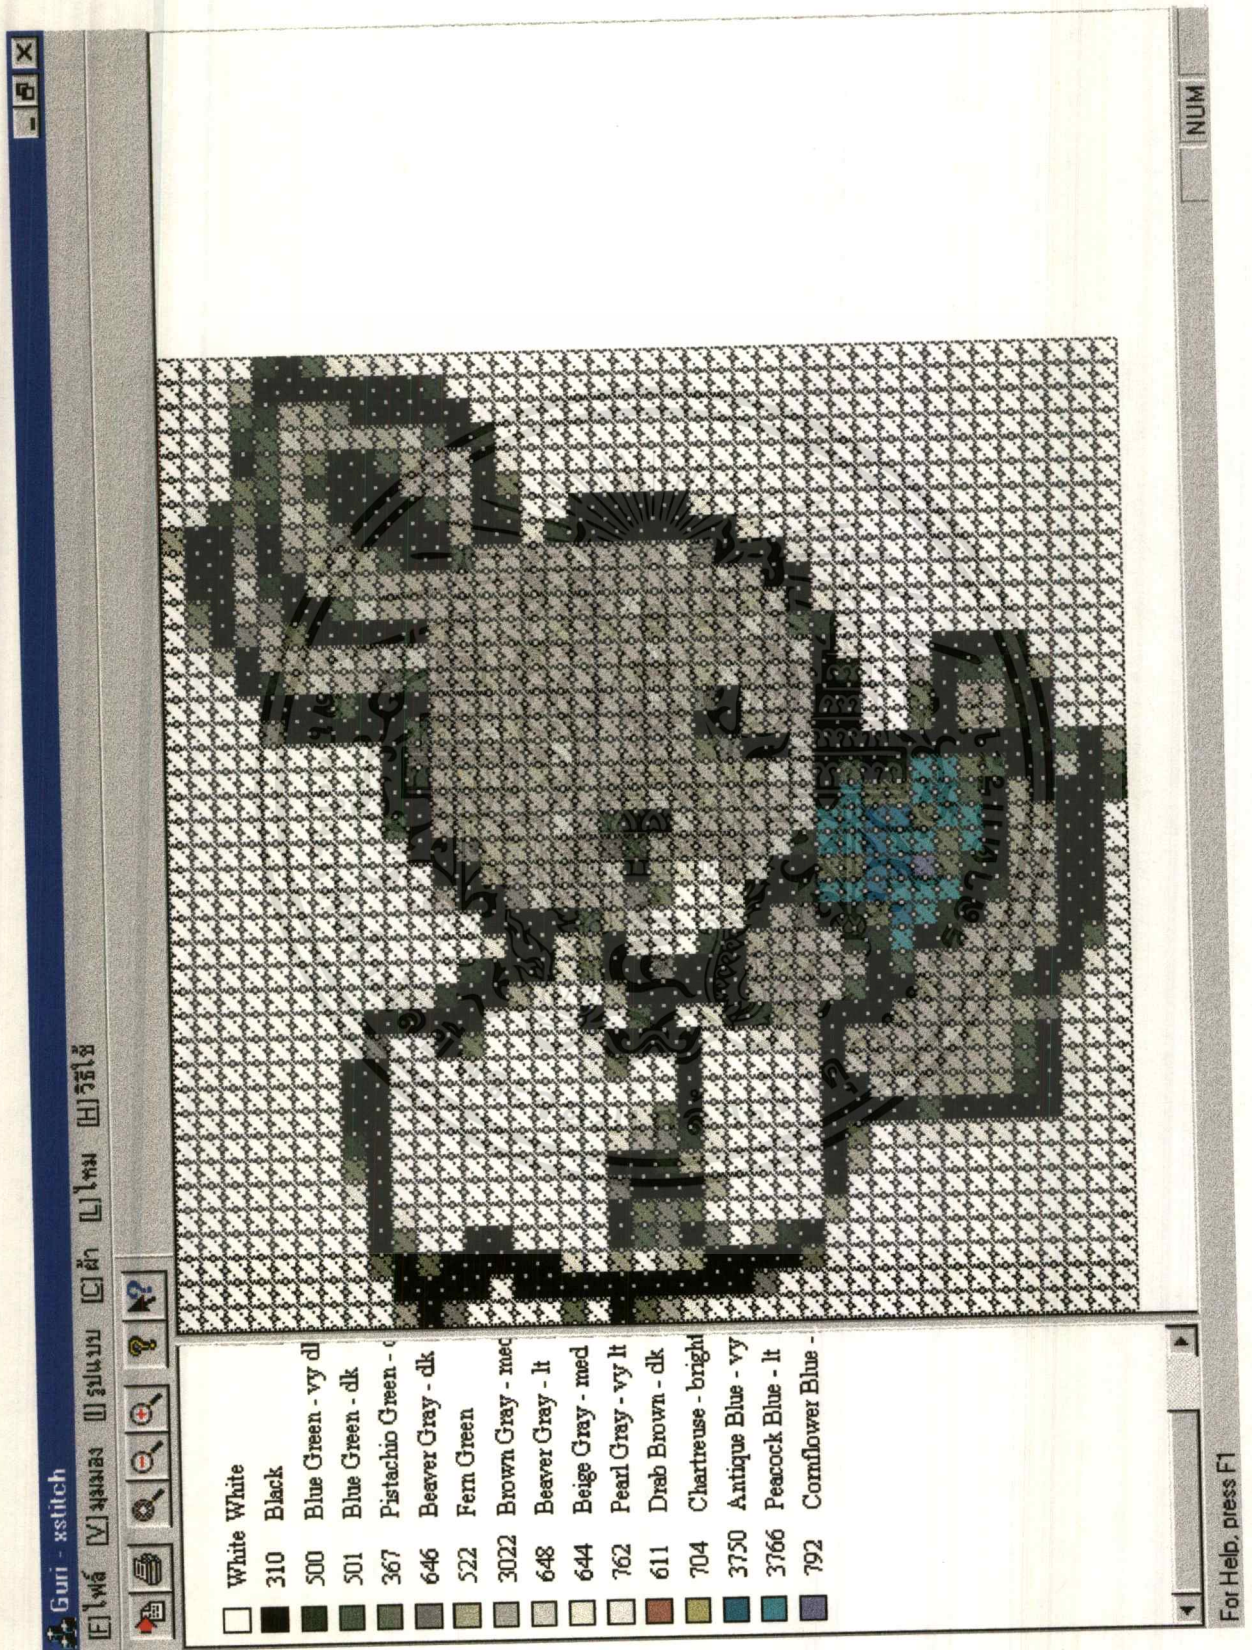 Guri - xstitch
[F] ไฟล์ [V] มุมมอง [I] รูปแบบ [C] ผ้า [L] ไหม [H] วิธีใช้
White White
310 Black
500 Blue Green - vy dl
501 Blue Green - dk
367 Pistachio Green - d
646 Beaver Gray - dk
522 Fern Green
3022 Brown Gray - med
648 Beaver Gray - lt
644 Beige Gray - med
762 Pearl Gray - vy lt
611 Drab Brown - dk
704 Chartreuse - bright
3750 Antique Blue - vy
3766 Peacock Blue - lt
792 Cornflower Blue -
For Help, press F1
NUM